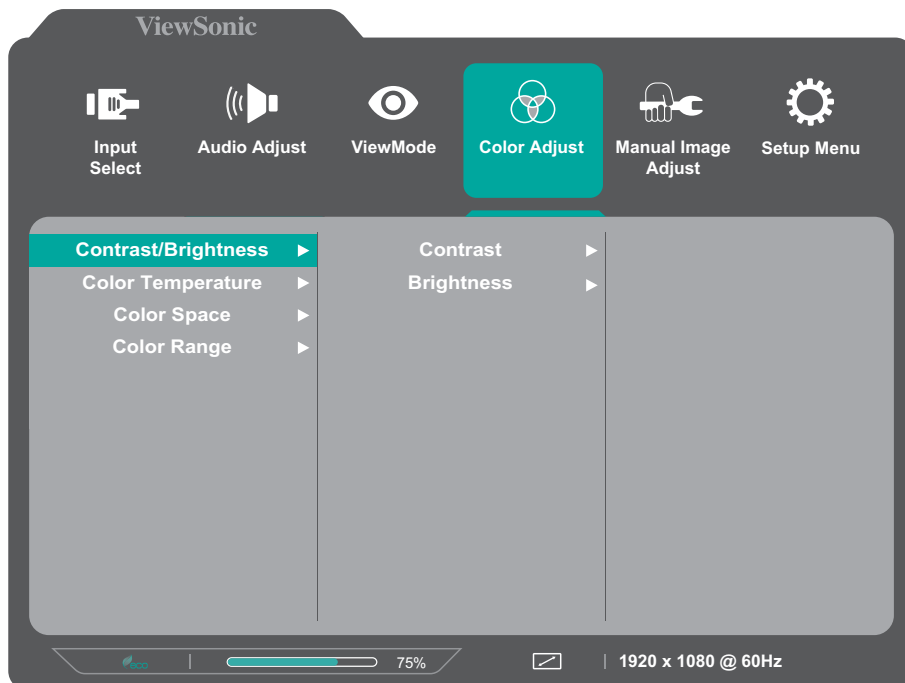 ViewSonic
Input Select
Audio Adjust
ViewMode
Color Adjust
Manual Image Adjust
Setup Menu
Contrast/Brightness
Color Temperature
Color Space
Color Range
Contrast
Brightness
eco
75%
1920 x 1080 @ 60Hz